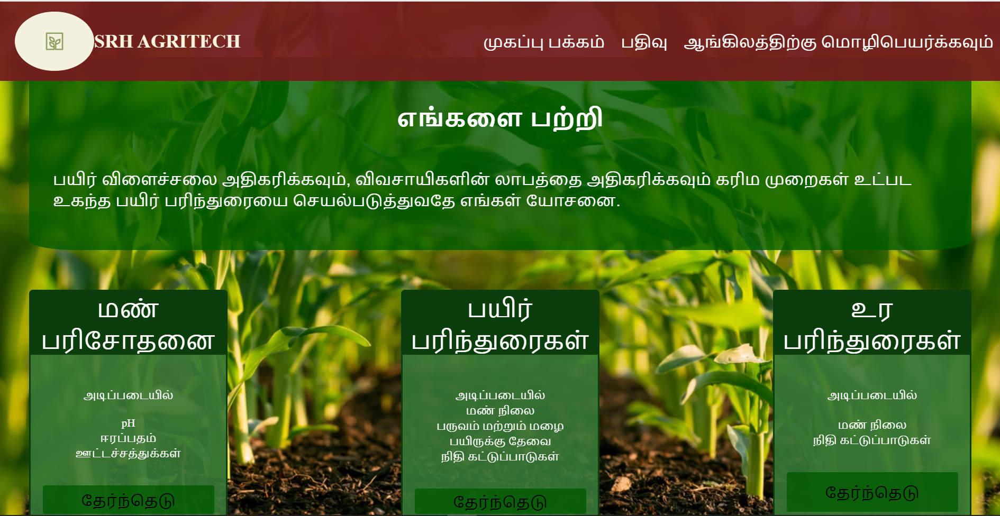 SRH AGRITECH
முகப்பு பக்கம்
பதிவு
ஆங்கிலத்திற்கு மொழிபெயர்க்கவும்
எங்களை பற்றி
பயிர் விளைச்சலை அதிகரிக்கவும், விவசாயிகளின் லாபத்தை அதிகரிக்கவும் கரிம முறைகள் உட்பட
உகந்த பயிர் பரிந்துரையை செயல்படுத்துவதே எங்கள் யோசனை.
மண்
பரிசோதனை
அடிப்படையில்
pH
ஈரப்பதம்
ஊட்டச்சத்துக்கள்
தேர்ந்தெடு
பயிர்
பரிந்துரைகள்
அடிப்படையில்
மண் நிலை
பருவம் மற்றும் மழை
பயிருக்கு தேவை
நிதி கட்டுப்பாடுகள்
தேர்ந்தெடு
உர
பரிந்துரைகள்
அடிப்படையில்
மண் நிலை
நிதி கட்டுப்பாடுகள்
தேர்ந்தெடு